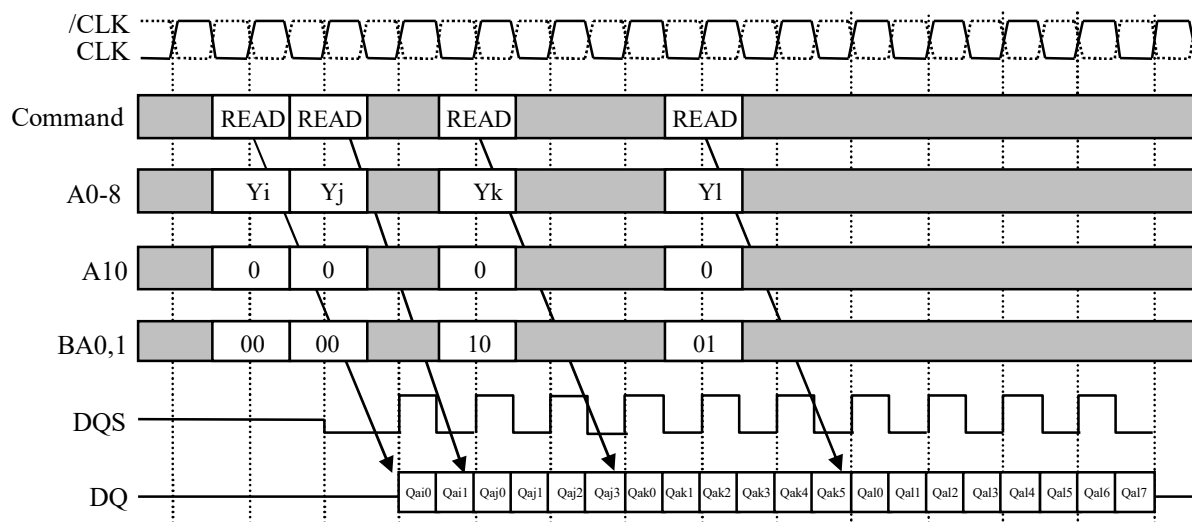 /CLK
CLK
Command READ READ READ READ
A0-8 Yi Yj Yk Yl
A10 0 0 0 0
BA0,1 00 00 10 01
DQS
DQ Qai0 Qai1 Qaj0 Qaj1 Qaj2 Qaj3 Qak0 Qak1 Qak2 Qak3 Qak4 Qak5 Qal0 Qal1 Qal2 Qal3 Qal4 Qal5 Qal6 Qal7